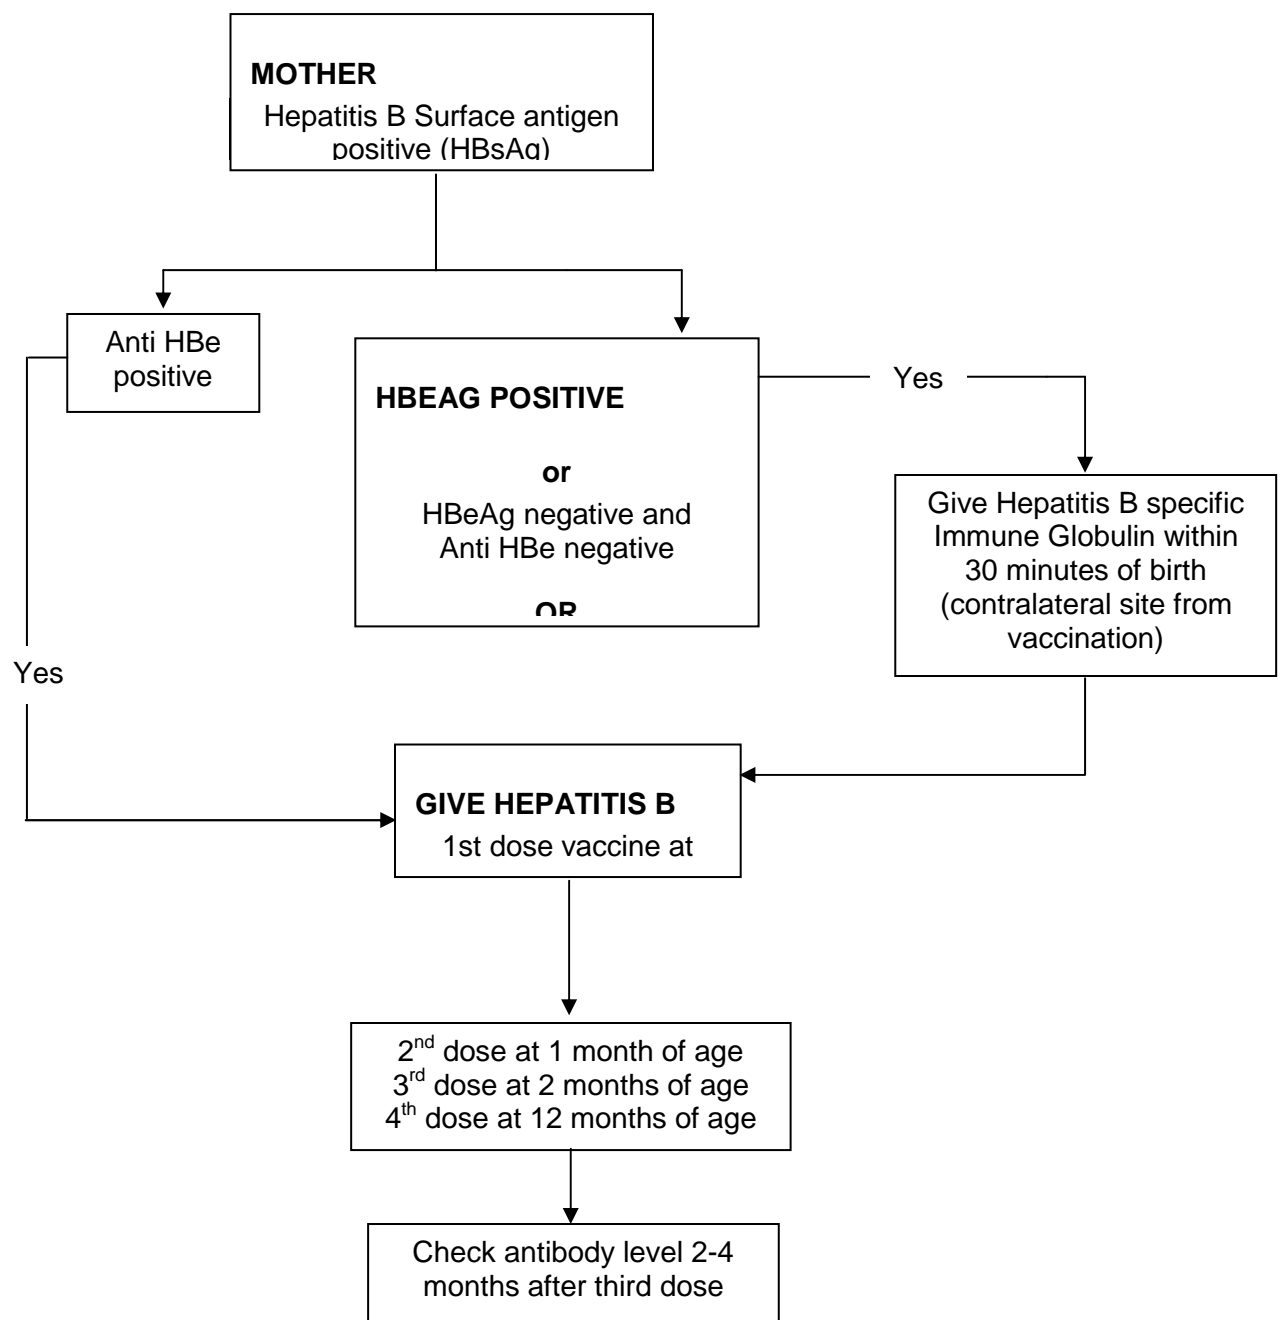 MOTHER
Hepatitis B Surface antigen
positive (HBsAg)
Anti HBe
positive
HBEAG POSITIVE
or
HBeAg negative and
Anti HBe negative
OR
Yes
Give Hepatitis B specific
Immune Globulin within
30 minutes of birth
(contralateral site from
vaccination)
Yes
GIVE HEPATITIS B
1st dose vaccine at
2nd dose at 1 month of age
3rd dose at 2 months of age
4th dose at 12 months of age
Check antibody level 2-4
months after third dose